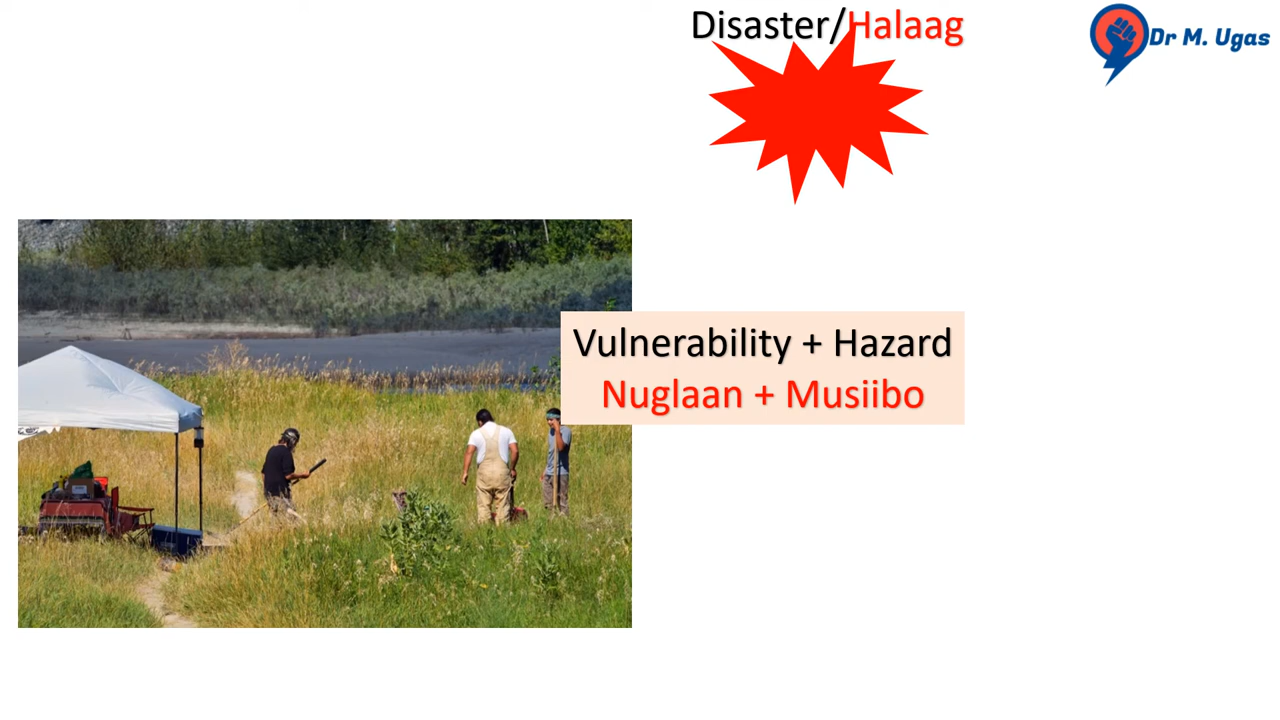 Disaster/Halaag
Dr M. Ugas
Vulnerability + Hazard
Nuglaan + Musiibo